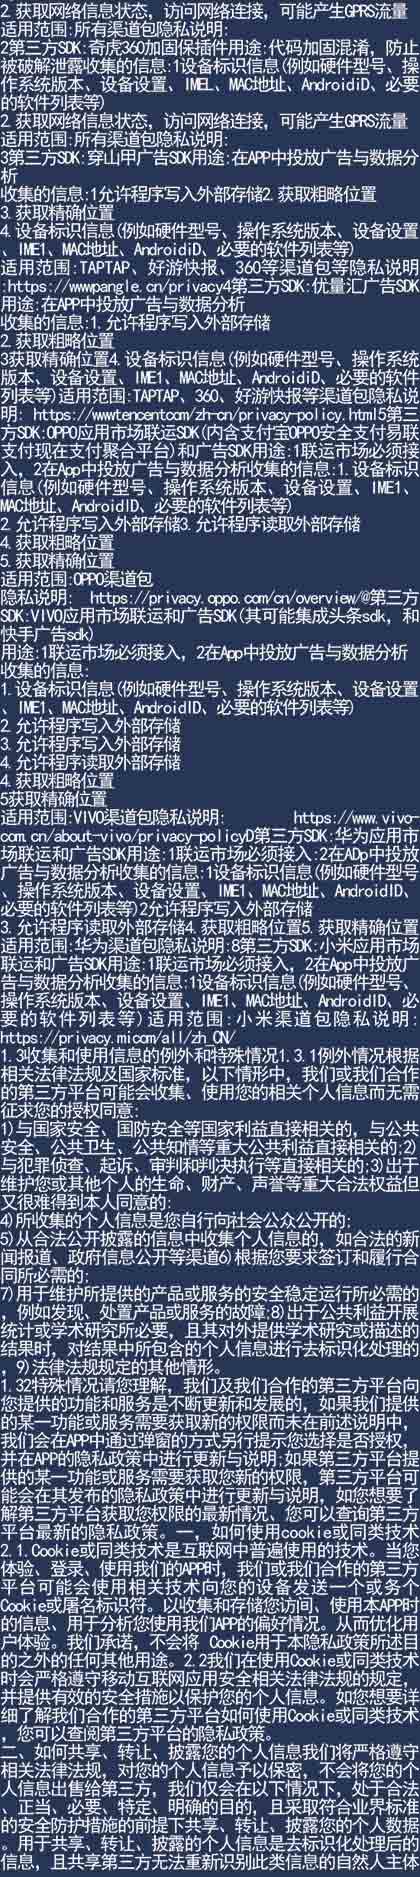 2. 获取网络信息状态，访问网络连接，可能产生GPRS流量
适用范围:所有渠道包隐私说明:
2第三方SDK:奇虎360加固保插件用途:代码加固混淆，防止
被破解泄露收集的信息:1设备标识信息(例如硬件型号、操
作系统版本、设备设置、IMEL、MAC地址、AndroidiD、必要
的软件列表等)
2. 获取网络信息状态，访问网络连接，可能产生GPRS流量
适用范围:所有渠道包隐私说明:
3第三方SDK:穿山甲广告SDK用途:在APP中投放广告与数据分
析
收集的信息:1允许程序写入外部存储2.获取粗略位置
3.获取精确位置
4.设备标识信息(例如硬件型号、操作系统版本、设备设置
、IME1、MAC地址、AndroidiD、必要的软件列表等)
适用范围:TAPTAP、好游快报、360等渠道包等隐私说明
:https://wwwpangle.cn/privacy4第三方SDK:优量汇广告SDK
用途:在APP中投放广告与数据分析
收集的信息:1.允许程序写入外部存储
2.获取粗略位置
3获取精确位置4.设备标识信息(例如硬件型号、操作系统
版本、设备设置、IME1、MAC地址、AndroidiD、必要的软件
列表等)适用范围:TAPTAP、360、好游快报等渠道包隐私说
明: https://wwwtencentcom/zh-cn/privacy-policy.html5第三
方SDK:OPPO应用市场联运SDK(内含支付宝OPPO安全支付易联
支付现在支付聚合平台)和广告SDK用途:1联运市场必须接
入，2在App中投放广告与数据分析收集的信息:1.设备标识
信息(例如硬件型号、操作系统版本、设备设置、IME1、
MAC地址、AndroidID、必要的软件列表等)
2.允许程序写入外部存储3.允许程序读取外部存储
4.获取粗略位置
5.获取精确位置
适用范围:OPPO渠道包
隐私说明: https://privacy.oppo.com/cn/overview/@第三方
SDK:VIVO应用市场联运和广告SDK(其可能集成头条sdk，和
快手广告sdk)
用途:1联运市场必须接入，2在App中投放广告与数据分析
收集的信息:
1.设备标识信息(例如硬件型号、操作系统版本、设备设置
、IME1、MAC地址、AndroidID、必要的软件列表等)
2.允许程序写入外部存储
3.允许程序写入外部存储
4.允许程序读取外部存储
4.获取粗略位置
5获取精确位置
适用范围:VIVO渠道包隐私说明: https://www.vivo-
com.cn/about-vivo/privacy-policyD第三方SDK:华为应用市
场联运和广告SDK用途:1联运市场必须接入:2在ADp中投放
广告与数据分析收集的信息:1设备标识信息(例如硬件型号
、操作系统版本、设备设置、IME1、MAC地址、AndroidID、
必要的软件列表等)2允许程序写入外部存储
3.允许程序读取外部存储4.获取粗略位置5.获取精确位置
适用范围:华为渠道包隐私说明:8第三方SDK:小米应用市场
联运和广告SDK用途:1联运市场必须接入，2在App中投放广
告与数据分析收集的信息:1设备标识信息(例如硬件型号、
操作系统版本、设备设置、IME1、MAC地址、AndroidID、必
要的软件列表等)适用范围:小米渠道包隐私说明:
https://privacy.micom/all/zh_CN/
1.3收集和使用信息的例外和特殊情况1.3.1例外情况根据
相关法律法规及国家标准，以下情形中，我们或我们合作
的第三方平台可能会收集、使用您的相关个人信息而无需
征求您的授权同意:
1)与国家安全、国防安全等国家利益直接相关的，与公共
安全、公共卫生、公共知情等重大公共利益直接相关的:2)
与犯罪侦查、起诉、审判和判决执行等直接相关的:3)出于
维护您或其他个人的生命、财产、声誉等重大合法权益但
又很难得到本人同意的:
4)所收集的个人信息是您自行向社会公众公开的:
5)从合法公开披露的信息中收集个人信息的，如合法的新
闻报道、政府信息公开等渠道6)根据您要求签订和履行合
同所必需的:
7)用于维护所提供的产品或服务的安全稳定运行所必需的
，例如发现、处置产品或服务的故障:8)出于公共利益开展
统计或学术研究所必要，且其对外提供学术研究或描述的
结果时，对结果中所包含的个人信息进行去标识化处理的
，9)法律法规规定的其他情形。
1.32特殊情况请您理解，我们及我们合作的第三方平台向
您提供的功能和服务是不断更新和发展的，如果我们提供
的某一功能或服务需要获取新的权限而未在前述说明中，
我们会在APP中通过弹窗的方式另行提示您选择是否授权，
并在APP的隐私政策中进行更新与说明;如果第三方平台提
供的某一功能或服务需要获取您新的权限，第三方平台可
能会在其发布的隐私政策中进行更新与说明，如您想要了
解第三方平台获取您权限的最新情况、您可以查询第三方
平台最新的隐私政策。一，如何使用cookie或同类技术
2.1.Cookie或同类技术是互联网中普遍使用的技术。当您
体验、登录、使用我们的APP时，我们或我们合作的第三方
平台可能会使用相关技术向您的设备发送一个或务个
Cookie或屠名标识符。以收集和存储您访间、使用本APP时
的信息、用于分析您使用我们APP的偏好情况。从而优化用
户体验。我们承诺，不会将 Cookie用于本隐私政策所述目
的之外的任何其他用途。2.2我们在使用Cookie或同类技术
时会严格遵守移动互联网应用安全相关法律法规的规定，
并提供有效的安全措施以保护您的个人信息。如您想要详
细了解我们合作的第三方平台如何使用Cookie或同类技术
，您可以查阅第三方平台的隐私政策。
二、如何共享、转让、披露您的个人信息我们将严格遵守
相关法律法规，对您的个人信息予以保密，不会将您的个
人信息出售给第三方，我们仅会在以下情况下，处于合法
、正当、必要、特定、明确的目的，且采取符合业界标准
的安全防护措施的前提下共享、转让、披露您的个人数据
。用于共享、转让、披露的个人信息是去标识化处理后的
信息，且共享第三方无法重新识别此类信息的自然人主体